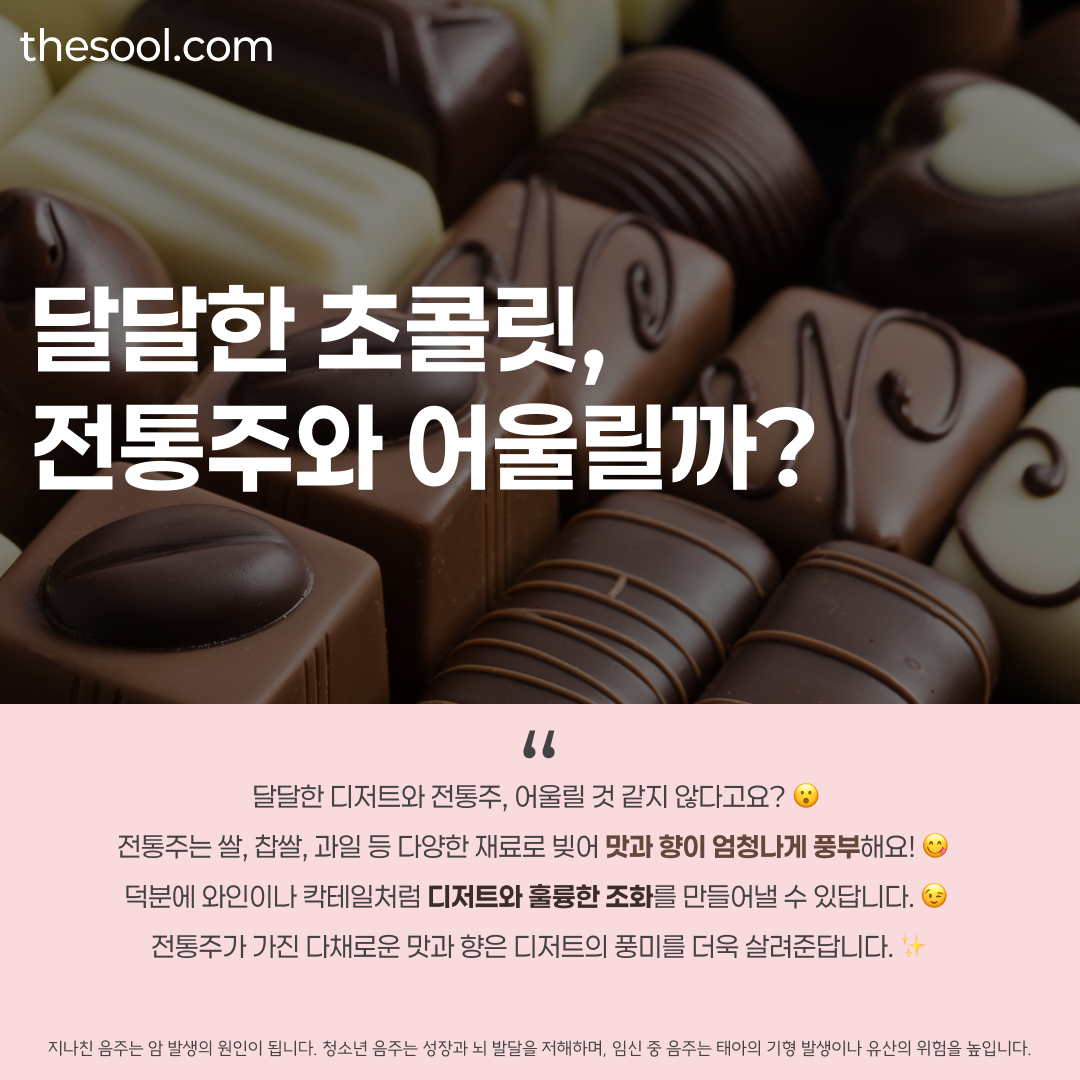 thesool.com
달달한 초콜릿,
전통주와 어울릴까?
“
달달한 디저트와 전통주, 어울릴 것 같지 않다고요? 😮
전통주는 쌀, 찹쌀, 과일 등 다양한 재료로 빚어 맛과 향이 엄청나게 풍부해요! 😋
덕분에 와인이나 칵테일처럼 디저트와 훌륭한 조화를 만들어낼 수 있답니다. 😉
전통주가 가진 다채로운 맛과 향은 디저트의 풍미를 더욱 살려준답니다. ✨
지나친 음주는 암 발생의 원인이 됩니다. 청소년 음주는 성장과 뇌 발달을 저해하며, 임신 중 음주는 태아의 기형 발생이나 유산의 위험을 높입니다.